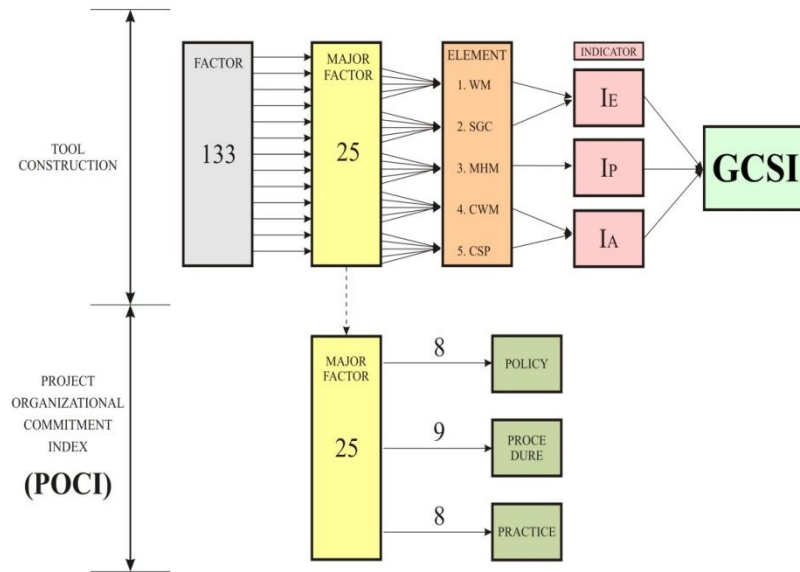 TOOL
CONSTRUCTION
FACTOR
133
MAJOR
FACTOR
25
ELEMENT
1. WM
2. SGC
3. MHM
4. CWM
5. CSP
INDICATOR
IE
IP
IA
GCSI
PROJECT
ORGANIZATIONAL
COMMITMENT
INDEX
(POCI)
MAJOR
FACTOR
25
8
POLICY
9
PROCE
DURE
8
PRACTICE